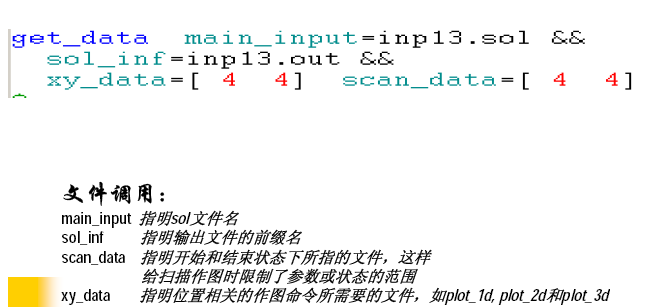 get_data main_input=inp13.sol &&
sol_inf=inp13.out &&
xy_data=[ 4 4] scan_data=[ 4 4]
文件调用：
main_input 指明sol文件名
sol_inf 指明输出文件的前缀名
scan_data 指明开始和结束状态下所指的文件，这样
给扫描作图时限制了参数或状态的范围
xy_data 指明位置相关的作图命令所需要的文件，如plot_1d, plot_2d和plot_3d